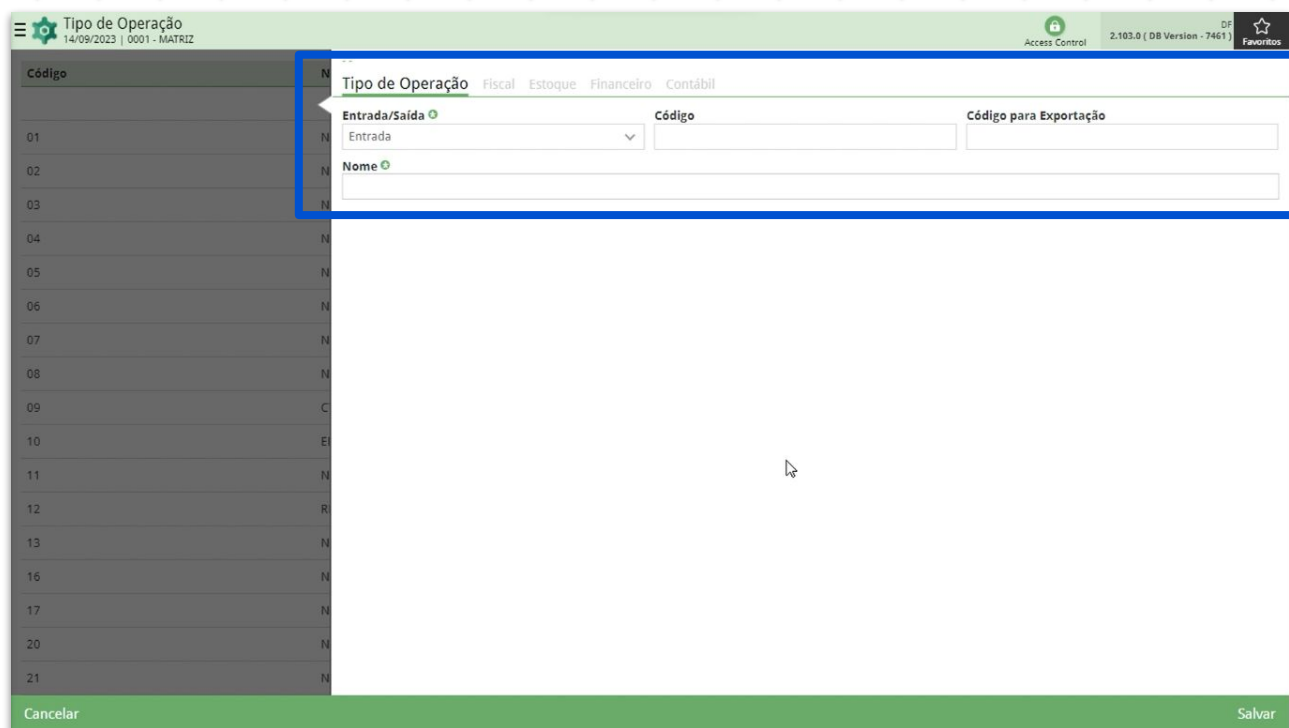 Tipo de Operação
14/09/2023 | 0001 - MATRIZ
Access Control
DF
2.103.0 ( DB Version - 7461 )
Favoritos
Código
N
--
Tipo de Operação Fiscal Estoque Financeiro Contábil
Entrada/Saída Código Código para Exportação
Entrada
Nome
01 N
02 N
03 N
04 N
05 N
06 N
07 N
08 N
09 C
10 El
11 N
12 R
13 N
16 N
17 N
20 N
21 N
Cancelar Salvar